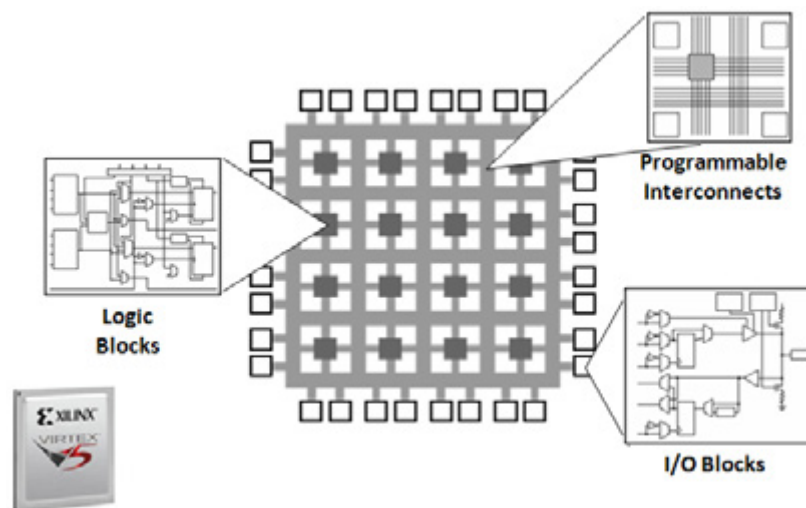 Programmable
Interconnects
Logic
Blocks
I/O Blocks
XILINX
VIRTEX
5